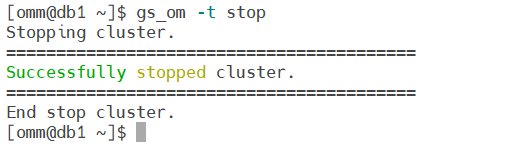 [omm@db1 ~]$ gs_om -t stop
Stopping cluster.
=========================================
Successfully stopped cluster.
=========================================
End stop cluster.
[omm@db1 ~]$